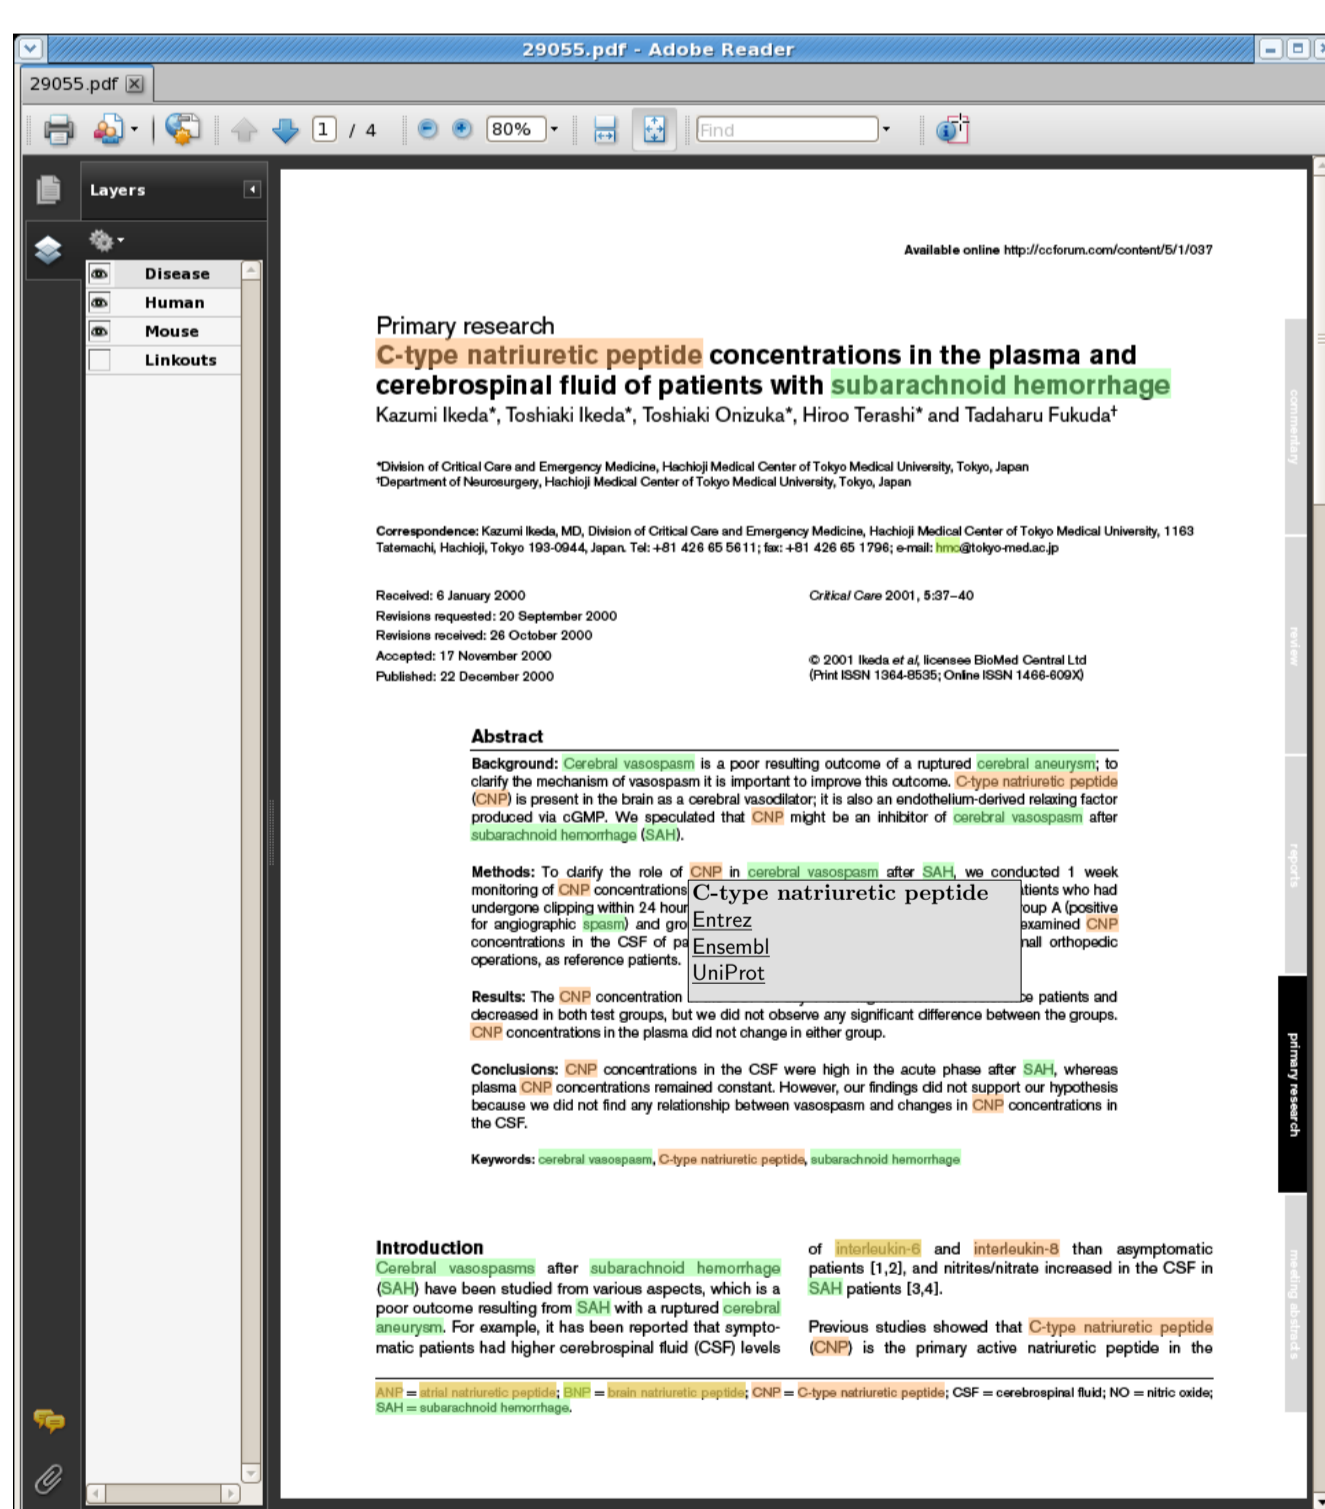 29055.pdf - Adobe Reader
29055.pdf
1 / 4
80%
Find
Layers
Disease
Human
Mouse
Linkouts
Available online http://ccforum.com/content/5/1/037
Primary research
C-type natriuretic peptide concentrations in the plasma and
cerebrospinal fluid of patients with subarachnoid hemorrhage
Kazumi Ikeda*, Toshiaki Ikeda*, Toshiaki Onizuka*, Hiroo Terashi* and Tadaharu Fukuda†
*Division of Critical Care and Emergency Medicine, Hachioji Medical Center of Tokyo Medical University, Tokyo, Japan
†Department of Neurosurgery, Hachioji Medical Center of Tokyo Medical University, Tokyo, Japan
Correspondence: Kazumi Ikeda, MD, Division of Critical Care and Emergency Medicine, Hachioji Medical Center of Tokyo Medical University, 1163
Tatemachi, Hachioji, Tokyo 193-0944, Japan. Tel: +81 426 65 5611; fax: +81 426 65 1796; e-mail: hmc@tokyo-med.ac.jp
Received: 6 January 2000
Revisions requested: 20 September 2000
Revisions received: 26 October 2000
Accepted: 17 November 2000
Published: 22 December 2000
Critical Care 2001, 5:37–40
© 2001 Ikeda et al, licensee BioMed Central Ltd
(Print ISSN 1364-8535; Online ISSN 1466-609X)
Abstract
Background: Cerebral vasospasm is a poor resulting outcome of a ruptured cerebral aneurysm; to
clarify the mechanism of vasospasm it is important to improve this outcome. C-type natriuretic peptide
(CNP) is present in the brain as a cerebral vasodilator; it is also an endothelium-derived relaxing factor
produced via cGMP. We speculated that CNP might be an inhibitor of cerebral vasospasm after
subarachnoid hemorrhage (SAH).
Methods: To clarify the role of CNP in cerebral vasospasm after SAH, we conducted 1 week
monitoring of CNP concentrations tients who had
undergone clipping within 24 hour oup A (positive
for angiographic spasm) and gro examined CNP
concentrations in the CSF of pa nall orthopedic
operations, as reference patients.
C-type natriuretic peptide
Entrez
Ensembl
UniProt
Results: The CNP concentration ce patients and
decreased in both test groups, but we did not observe any significant difference between the groups.
CNP concentrations in the plasma did not change in either group.
Conclusions: CNP concentrations in the CSF were high in the acute phase after SAH, whereas
plasma CNP concentrations remained constant. However, our findings did not support our hypothesis
because we did not find any relationship between vasospasm and changes in CNP concentrations in
the CSF.
Keywords: cerebral vasospasm, C-type natriuretic peptide, subarachnoid hemorrhage
Introduction
Cerebral vasospasms after subarachnoid hemorrhage
(SAH) have been studied from various aspects, which is a
poor outcome resulting from SAH with a ruptured cerebral
aneurysm. For example, it has been reported that sympto-
matic patients had higher cerebrospinal fluid (CSF) levels
of interleukin-6 and interleukin-8 than asymptomatic
patients [1,2], and nitrites/nitrate increased in the CSF in
SAH patients [3,4].
Previous studies showed that C-type natriuretic peptide
(CNP) is the primary active natriuretic peptide in the
ANP = atrial natriuretic peptide; BNP = brain natriuretic peptide; CNP = C-type natriuretic peptide; CSF = cerebrospinal fluid; NO = nitric oxide;
SAH = subarachnoid hemorrhage.
commentary
review
reports
primary research
meeting abstracts